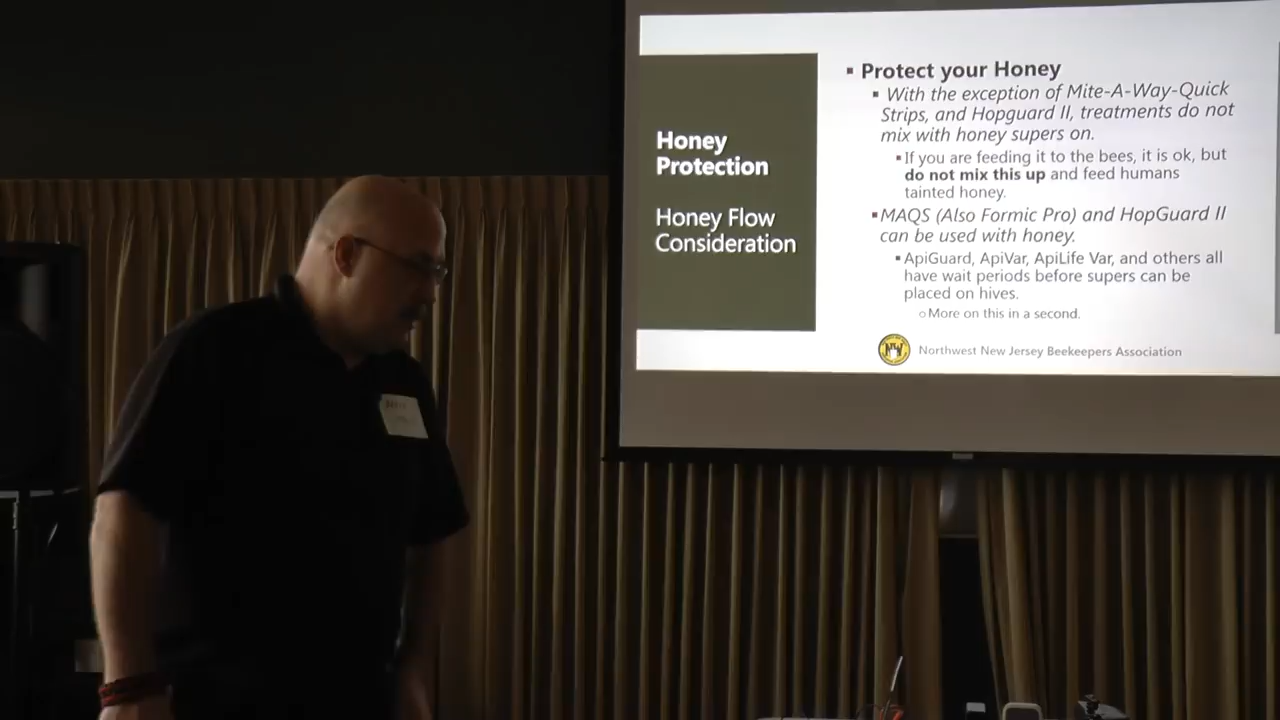 Honey
Protection
Honey Flow
Consideration
▪ Protect your Honey
▪ With the exception of Mite-A-Way-Quick
Strips, and Hopguard II, treatments do not
mix with honey supers on.
▪ If you are feeding it to the bees, it is ok, but
do not mix this up and feed humans
tainted honey.
▪ MAQS (Also Formic Pro) and HopGuard II
can be used with honey.
▪ ApiGuard, ApiVar, ApiLife Var, and others all
have wait periods before supers can be
placed on hives.
○ More on this in a second.
Northwest New Jersey Beekeepers Association